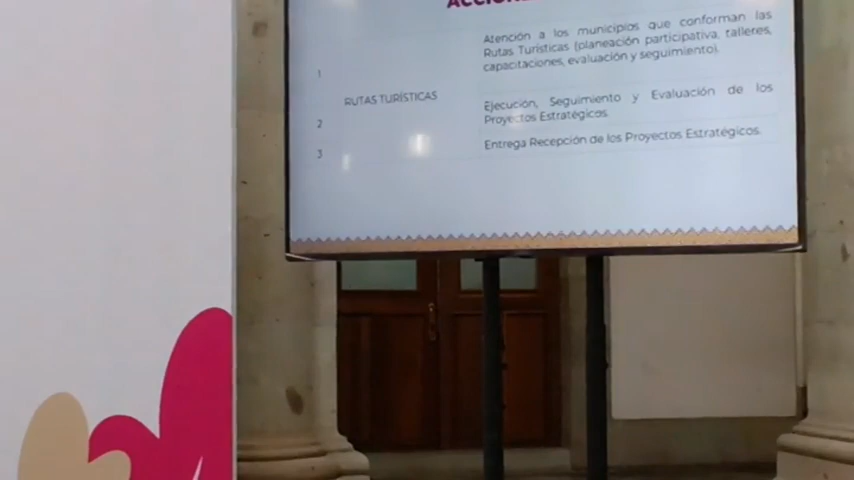 1
RUTAS TURÍSTICAS
2
3
Atención a los municipios que conforman las
Rutas Turísticas (planeación participativa, talleres,
capacitaciones, evaluación y seguimiento).
Ejecución, Seguimiento y Evaluación de los
Proyectos Estratégicos.
Entrega Recepción de los Proyectos Estratégicos.